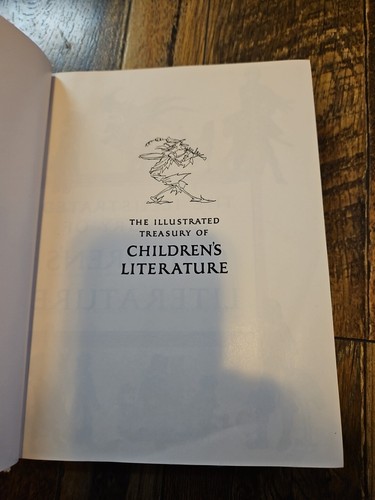 THE ILLUSTRATED
TREASURY OF
CHILDREN'S
LITERATURE